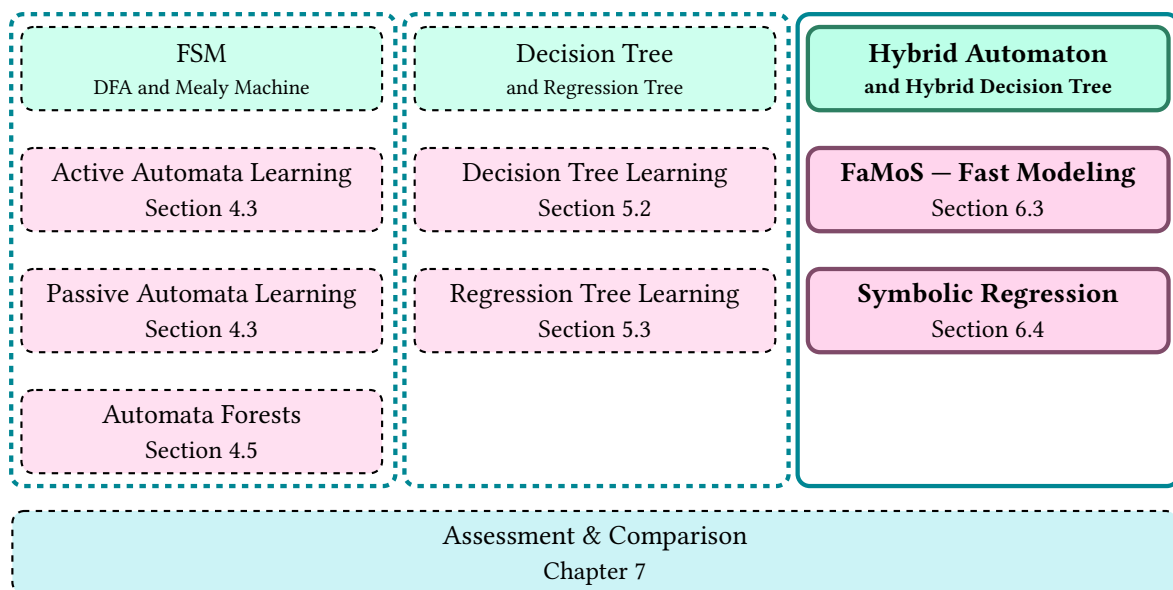 FSM
DFA and Mealy Machine
Active Automata Learning
Section 4.3
Passive Automata Learning
Section 4.3
Automata Forests
Section 4.5
Decision Tree
and Regression Tree
Decision Tree Learning
Section 5.2
Regression Tree Learning
Section 5.3
Hybrid Automaton
and Hybrid Decision Tree
FaMoS — Fast Modeling
Section 6.3
Symbolic Regression
Section 6.4
Assessment & Comparison
Chapter 7